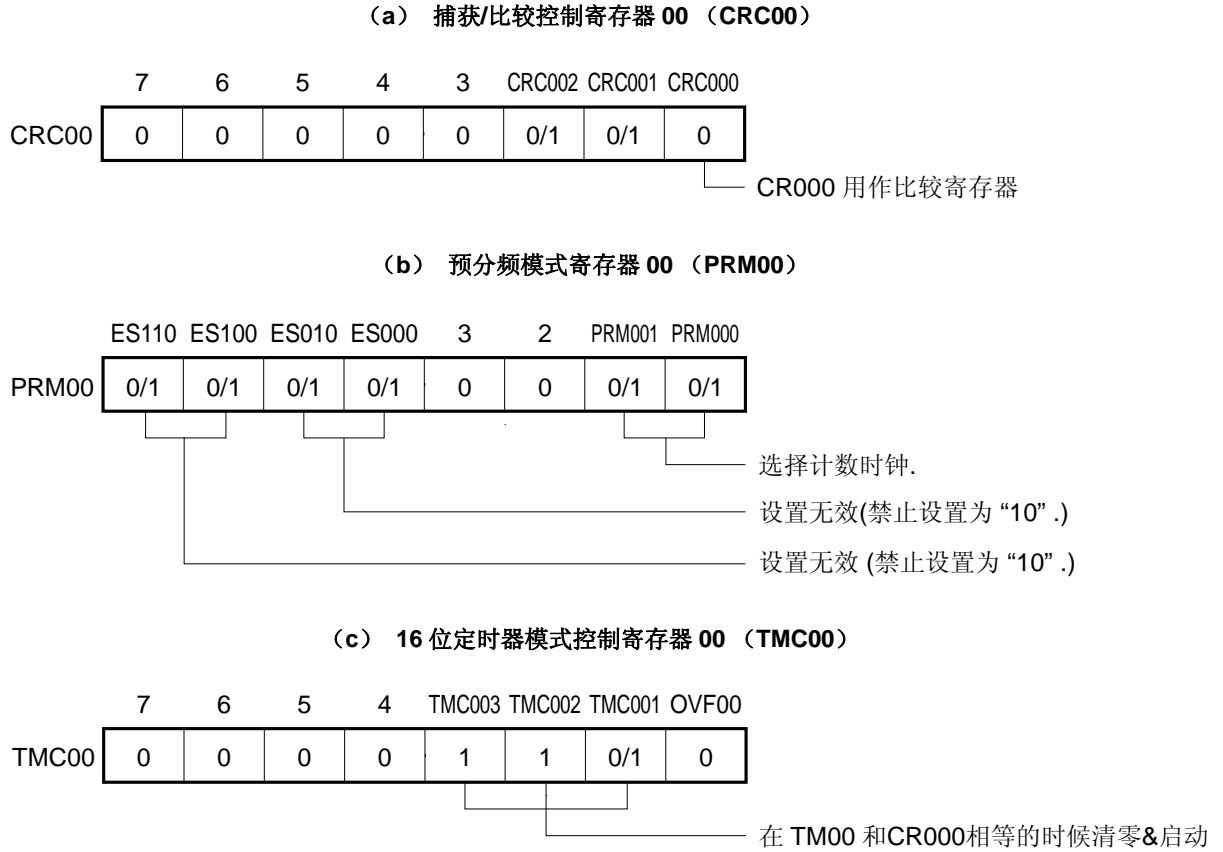 （a） 捕获/比较控制寄存器 00 （CRC00）
7 6 5 4 3 CRC002 CRC001 CRC000
CRC00 0 0 0 0 0 0/1 0/1 0
CR000 用作比较寄存器
（b） 预分频模式寄存器 00 （PRM00）
ES110 ES100 ES010 ES000 3 2 PRM001 PRM000
PRM00 0/1 0/1 0/1 0/1 0 0 0/1 0/1
选择计数时钟.
设置无效(禁止设置为 “10” .)
设置无效 (禁止设置为 “10” .)
（c） 16 位定时器模式控制寄存器 00 （TMC00）
7 6 5 4 TMC003 TMC002 TMC001 OVF00
TMC00 0 0 0 0 1 1 0/1 0
在 TM00 和CR000相等的时候清零&启动